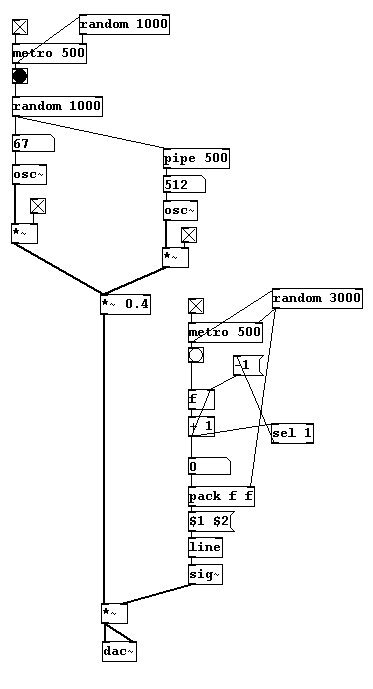 random 1000
metro 500
random 1000
67
pipe 500
osc~
512
osc~
*~
*~
*~ 0.4
random 3000
metro 500
-1
f
+ 1
sel 1
0
pack f f
$1 $2
line
sig~
*~
dac~